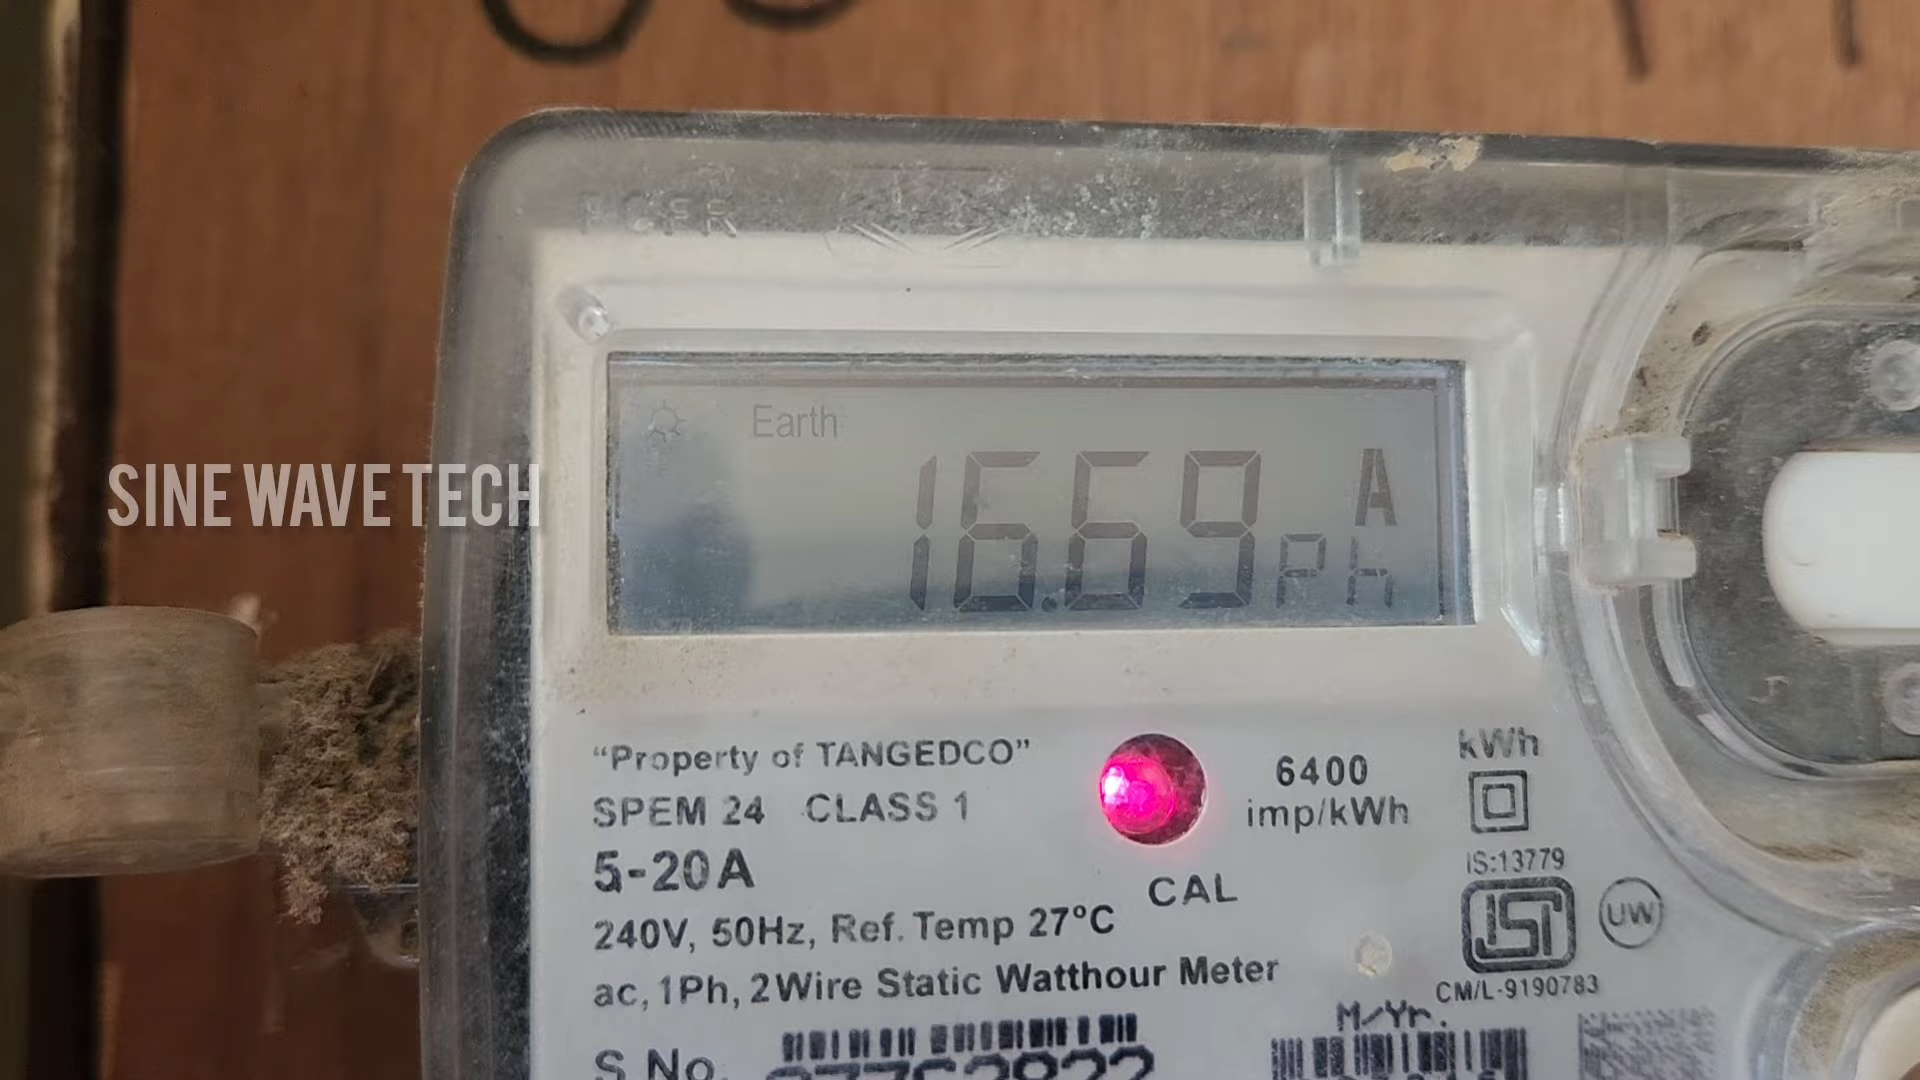 Earth
16.69 A
Ph
SINE WAVE TECH
"Property of TANGEDCO"
SPEM 24 CLASS 1
5-20A
240V, 50Hz, Ref. Temp 27°C
ac, 1Ph, 2Wire Static Watthour Meter
6400
imp/kWh
CAL
kWh
IS:13779
ISI
UW
CM/L-9190783
M/Yr.
S No.